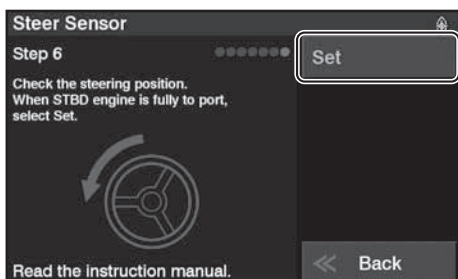 Steer Sensor
Step 6
Set
Check the steering position.
When STBD engine is fully to port,
select Set.
Read the instruction manual.
Back